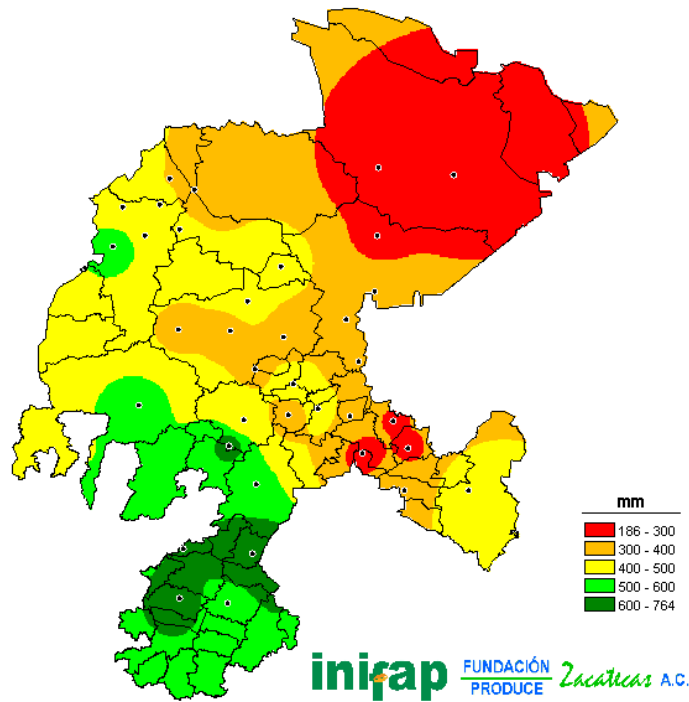 mm
186 - 300
300 - 400
400 - 500
500 - 600
600 - 764
inifap
FUNDACIÓN
PRODUCE
Zacatecas A.C.